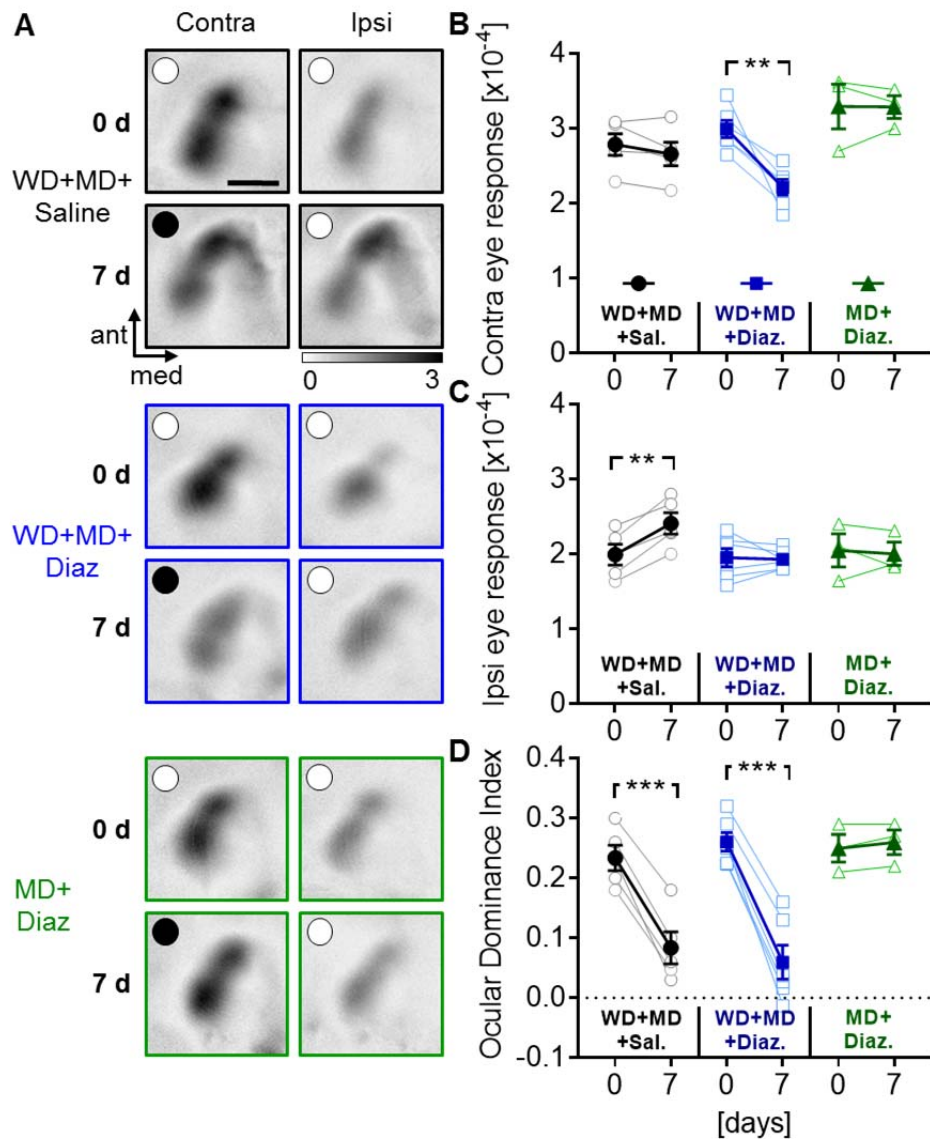 A
Contra
Ipsi
0 d
WD+MD+
Saline
7 d
ant
med
0
3
0 d
WD+MD+
Diaz
7 d
0 d
MD+
Diaz
7 d
B
Contra eye response [x10-4]
4
3
2
1
0
**
WD+MD
+Sal.
WD+MD
+Diaz.
MD+
Diaz.
0 7 0 7 0 7
C
Ipsi eye response [x10-4]
4
3
2
1
0
**
WD+MD
+Sal.
WD+MD
+Diaz.
MD+
Diaz.
0 7 0 7 0 7
D
Ocular Dominance Index
0.4
0.3
0.2
0.1
0.0
-0.1
***
***
WD+MD
+Sal.
WD+MD
+Diaz.
MD+
Diaz.
0 7 0 7 0 7
[days]